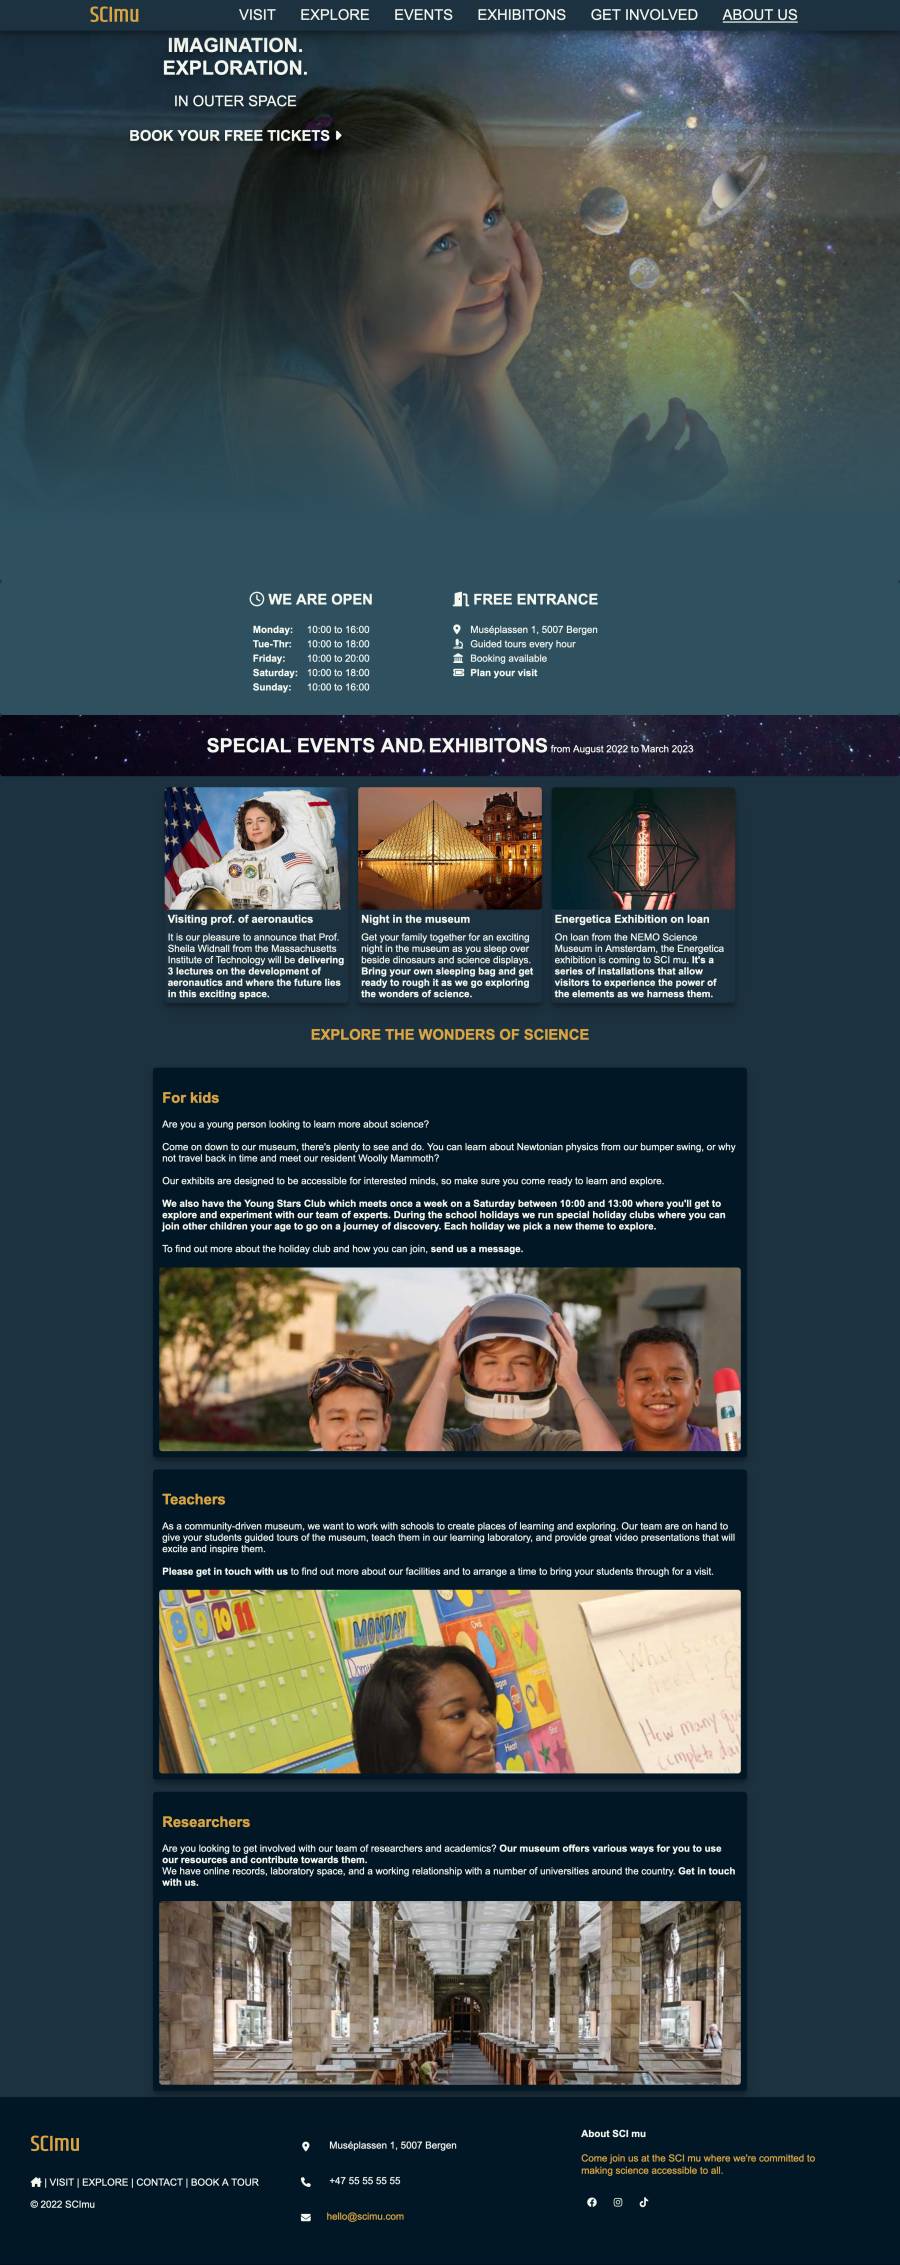 SCImu
VISIT EXPLORE EVENTS EXHIBITONS GET INVOLVED ABOUT US
IMAGINATION.
EXPLORATION.
IN OUTER SPACE
BOOK YOUR FREE TICKETS
WE ARE OPEN
Monday: 10:00 to 16:00
Tue-Thr: 10:00 to 18:00
Friday: 10:00 to 20:00
Saturday: 10:00 to 18:00
Sunday: 10:00 to 16:00
FREE ENTRANCE
Muséplassen 1, 5007 Bergen
Guided tours every hour
Booking available
Plan your visit
SPECIAL EVENTS AND EXHIBITONS from August 2022 to March 2023
Visiting prof. of aeronautics
It is our pleasure to announce that Prof.
Sheila Widnall from the Massachusetts
Institute of Technology will be delivering
3 lectures on the development of
aeronautics and where the future lies
in this exciting space.
Night in the museum
Get your family together for an exciting
night in the museum as you sleep over
beside dinosaurs and science displays.
Bring your own sleeping bag and get
ready to rough it as we go exploring
the wonders of science.
Energetica Exhibition on loan
On loan from the NEMO Science
Museum in Amsterdam, the Energetica
exhibition is coming to SCI mu. It's a
series of installations that allow
visitors to experience the power of
the elements as we harness them.
EXPLORE THE WONDERS OF SCIENCE
For kids
Are you a young person looking to learn more about science?
Come on down to our museum, there's plenty to see and do. You can learn about Newtonian physics from our bumper swing, or why
not travel back in time and meet our resident Woolly Mammoth?
Our exhibits are designed to be accessible for interested minds, so make sure you come ready to learn and explore.
We also have the Young Stars Club which meets once a week on a Saturday between 10:00 and 13:00 where you'll get to
explore and experiment with our team of experts. During the school holidays we run special holiday clubs where you can
join other children your age to go on a journey of discovery. Each holiday we pick a new theme to explore.
To find out more about the holiday club and how you can join, send us a message.
Teachers
As a community-driven museum, we want to work with schools to create places of learning and exploring. Our team are on hand to
give your students guided tours of the museum, teach them in our learning laboratory, and provide great video presentations that will
excite and inspire them.
Please get in touch with us to find out more about our facilities and to arrange a time to bring your students through for a visit.
8 9 10 11
MONDAY
Oval
STOP
Star
Heart
What
How many
complete
Researchers
Are you looking to get involved with our team of researchers and academics? Our museum offers various ways for you to use
our resources and contribute towards them.
We have online records, laboratory space, and a working relationship with a number of universities around the country. Get in touch
with us.
SCImu
| VISIT | EXPLORE | CONTACT | BOOK A TOUR
© 2022 SCImu
Muséplassen 1, 5007 Bergen
+47 55 55 55 55
hello@scimu.com
About SCI mu
Come join us at the SCI mu where we're committed to
making science accessible to all.